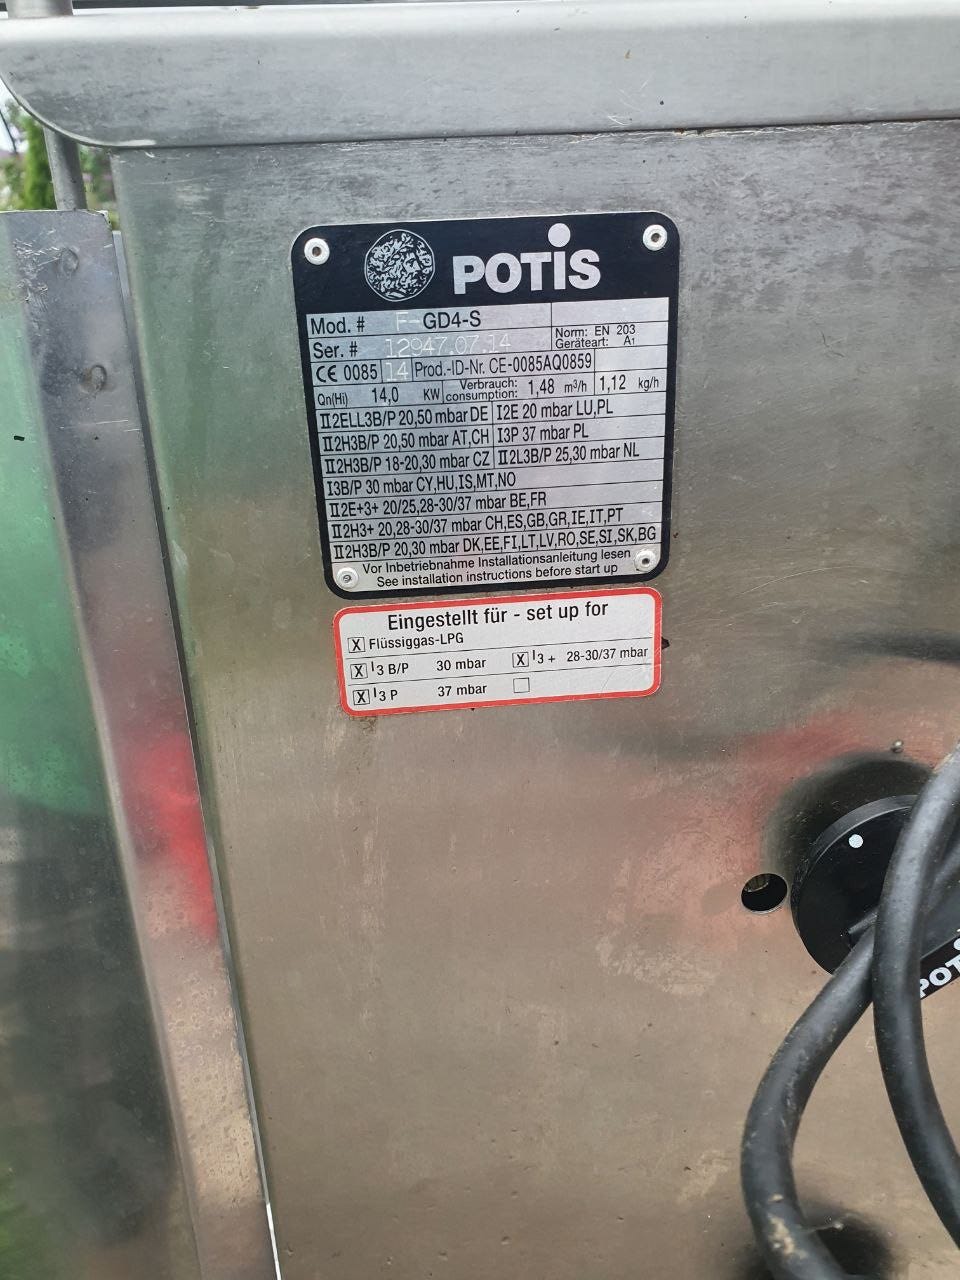 POTIS
Mod. # F-GD4-S
Ser. # 12947.07.14
Norm: EN 203
Geräteart: A1
CE 0085 14 Prod.-ID-Nr. CE-0085AQ0859
Qn(Hi) 14,0 KW Verbrauch: consumption: 1,48 m³/h 1,12 kg/h
II2ELL3B/P 20,50 mbar DE I2E 20 mbar LU,PL
II2H3B/P 20,50 mbar AT,CH I3P 37 mbar PL
II2H3B/P 18-20,30 mbar CZ II2L3B/P 25,30 mbar NL
I3B/P 30 mbar CY,HU,IS,MT,NO
II2E+3+ 20/25,28-30/37 mbar BE,FR
II2H3+ 20,28-30/37 mbar CH,ES,GB,GR,IE,IT,PT
II2H3B/P 20,30 mbar DK,EE,FI,LT,LV,RO,SE,SI,SK,BG
Vor Inbetriebnahme Installationsanleitung lesen
See installation instructions before start up
Eingestellt für - set up for
X Flüssiggas-LPG
X I3 B/P 30 mbar X I3 + 28-30/37 mbar
X I3 P 37 mbar
POT